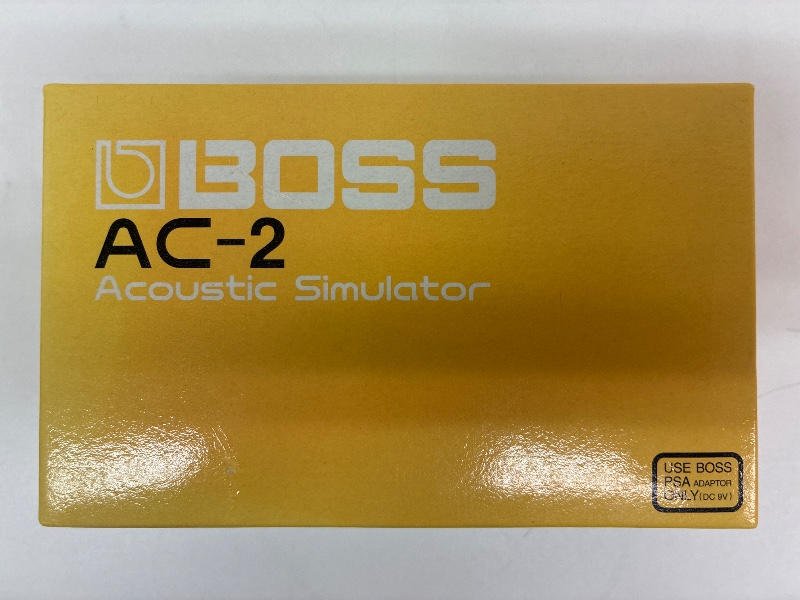 BOSS
AC-2
Acoustic Simulator
USE BOSS
PSA ADAPTOR
ONLY (DC 9V)